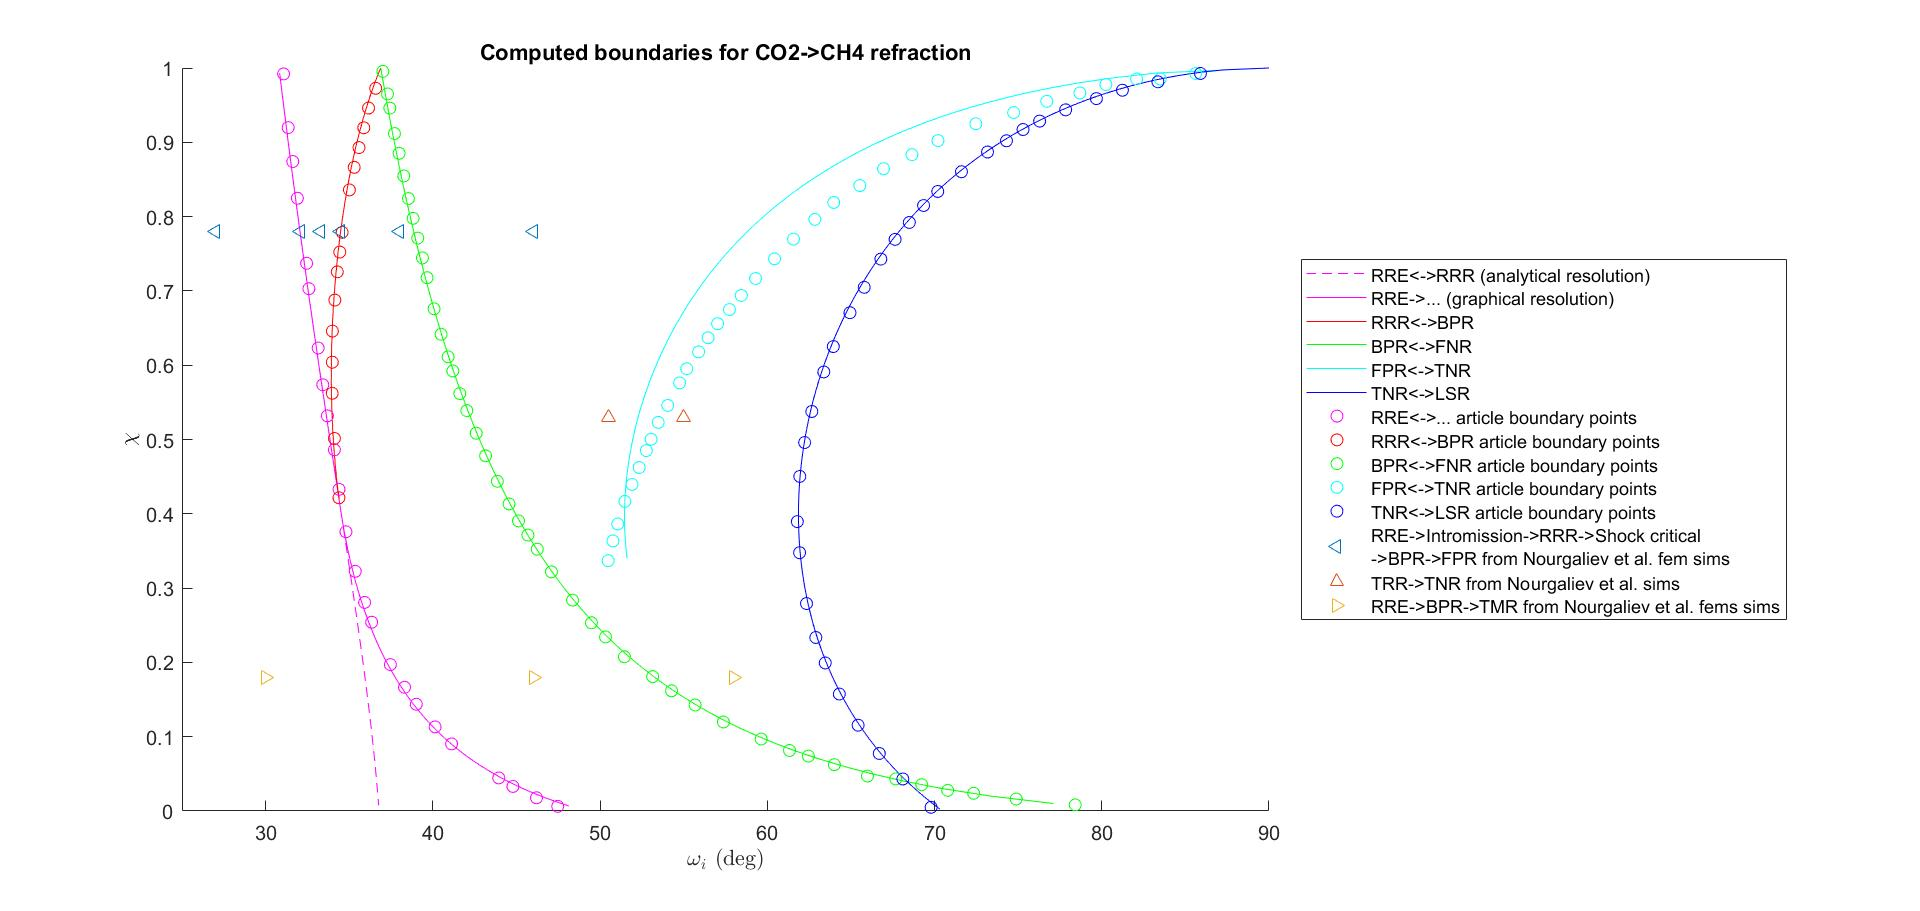 Computed boundaries for CO2->CH4 refraction
1
0.9
0.8
0.7
0.6
0.5
0.4
0.3
0.2
0.1
0
χ
30 40 50 60 70 80 90
ω_i (deg)
RRE<->RRR (analytical resolution)
RRE->... (graphical resolution)
RRR<->BPR
BPR<->FNR
FPR<->TNR
TNR<->LSR
RRE<->... article boundary points
RRR<->BPR article boundary points
BPR<->FNR article boundary points
FPR<->TNR article boundary points
TNR<->LSR article boundary points
RRE->Intromission->RRR->Shock critical
->BPR->FPR from Nourgaliev et al. fem sims
TRR->TNR from Nourgaliev et al. sims
RRE->BPR->TMR from Nourgaliev et al. fems sims